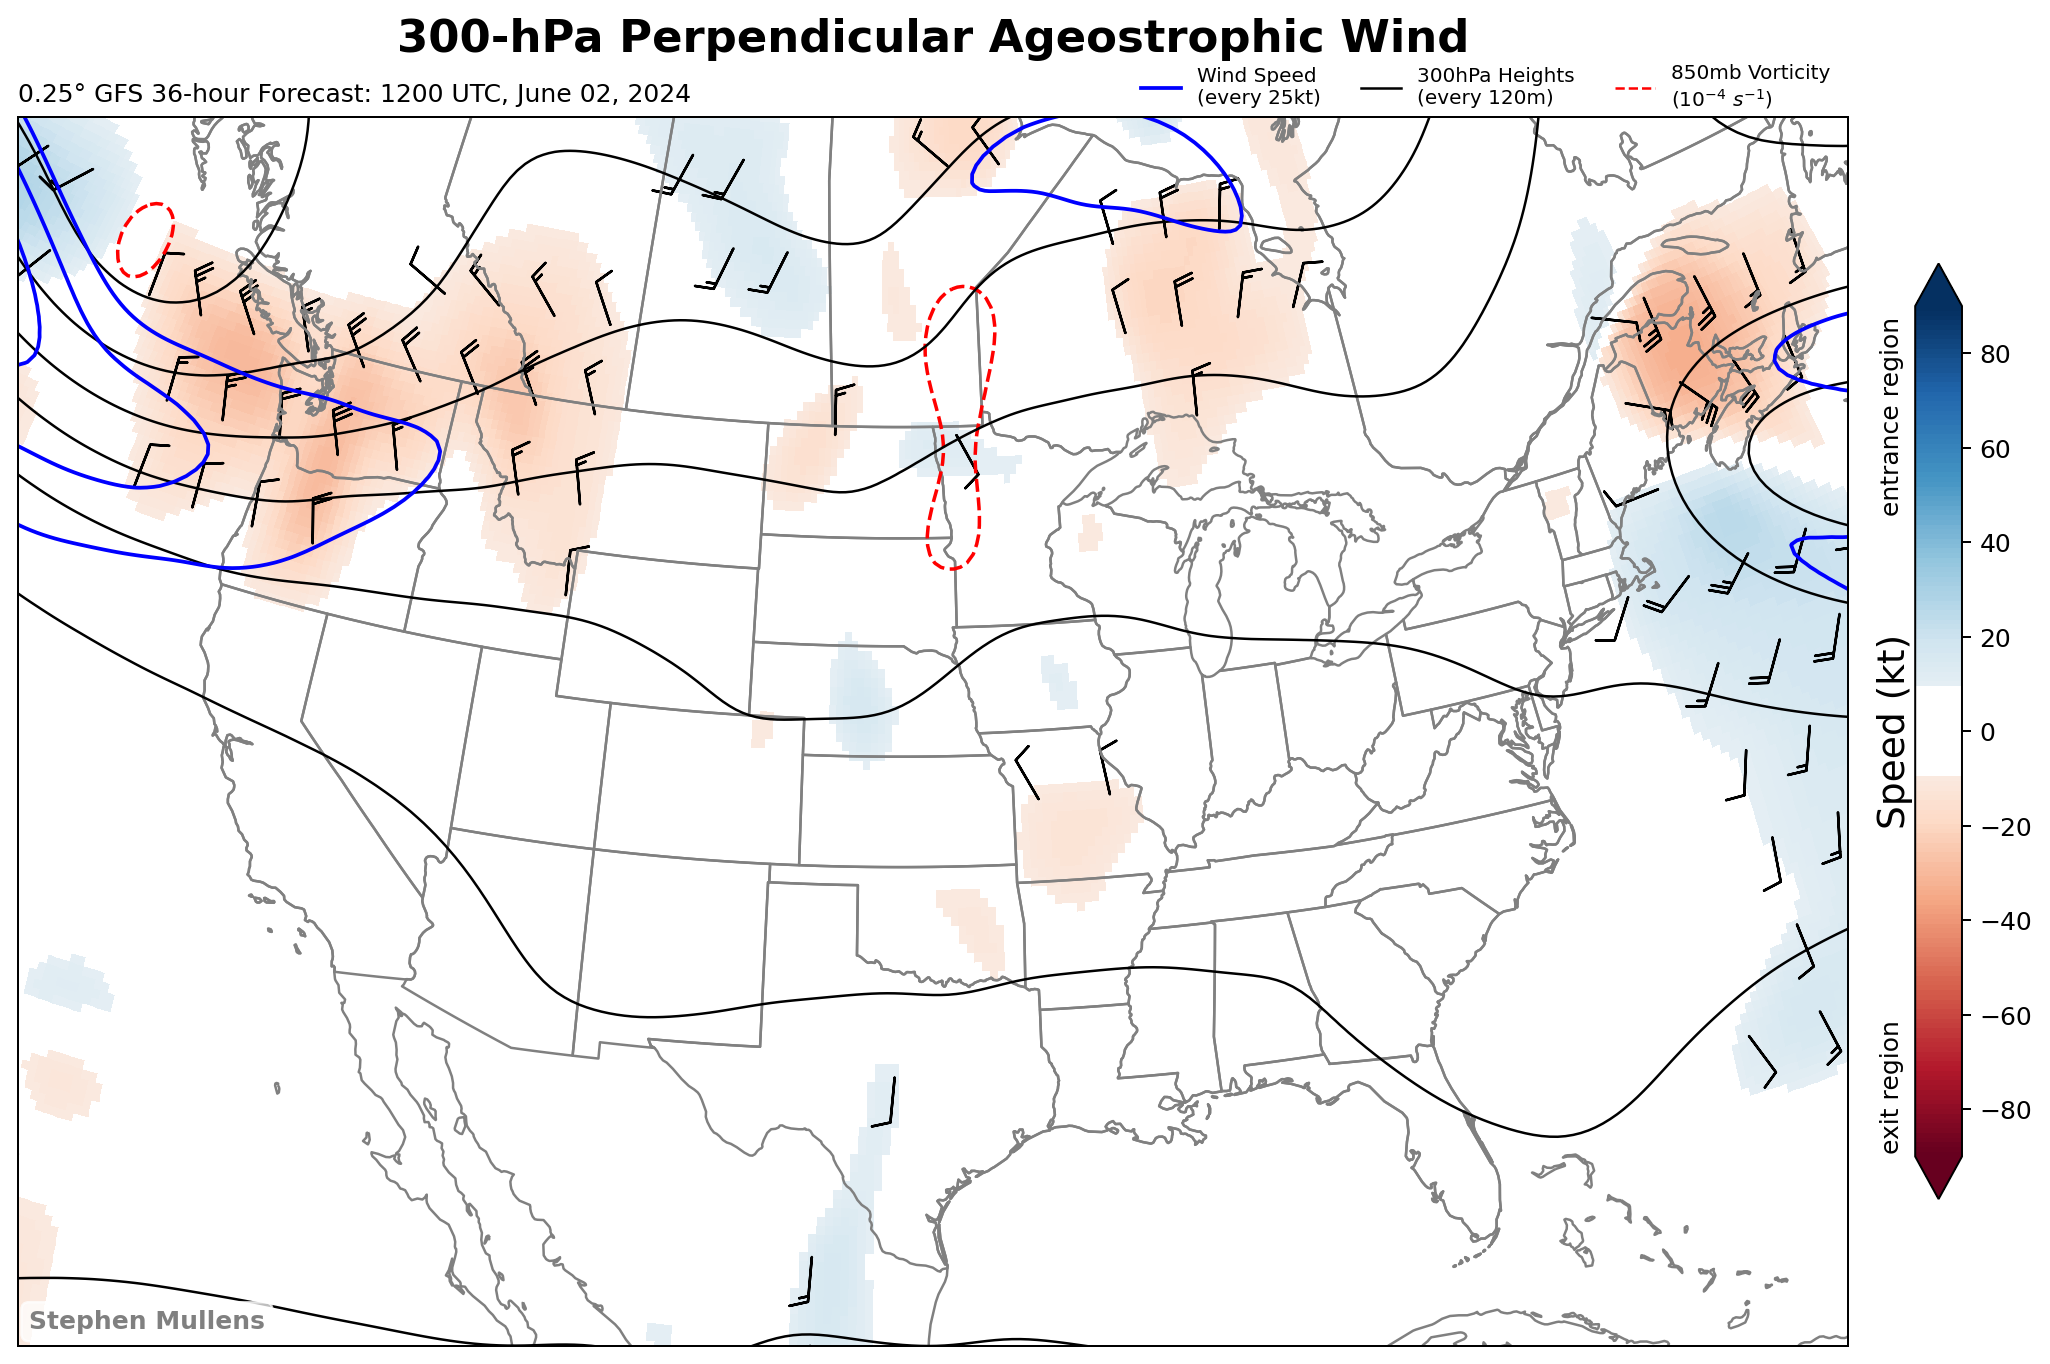 300-hPa Perpendicular Ageostrophic Wind
0.25° GFS 36-hour Forecast: 1200 UTC, June 02, 2024
Wind Speed
(every 25kt)
300hPa Heights
(every 120m)
850mb Vorticity
(10⁻⁴ s⁻¹)
entrance region
Speed (kt)
exit region
80
60
40
20
0
−20
−40
−60
−80
Stephen Mullens